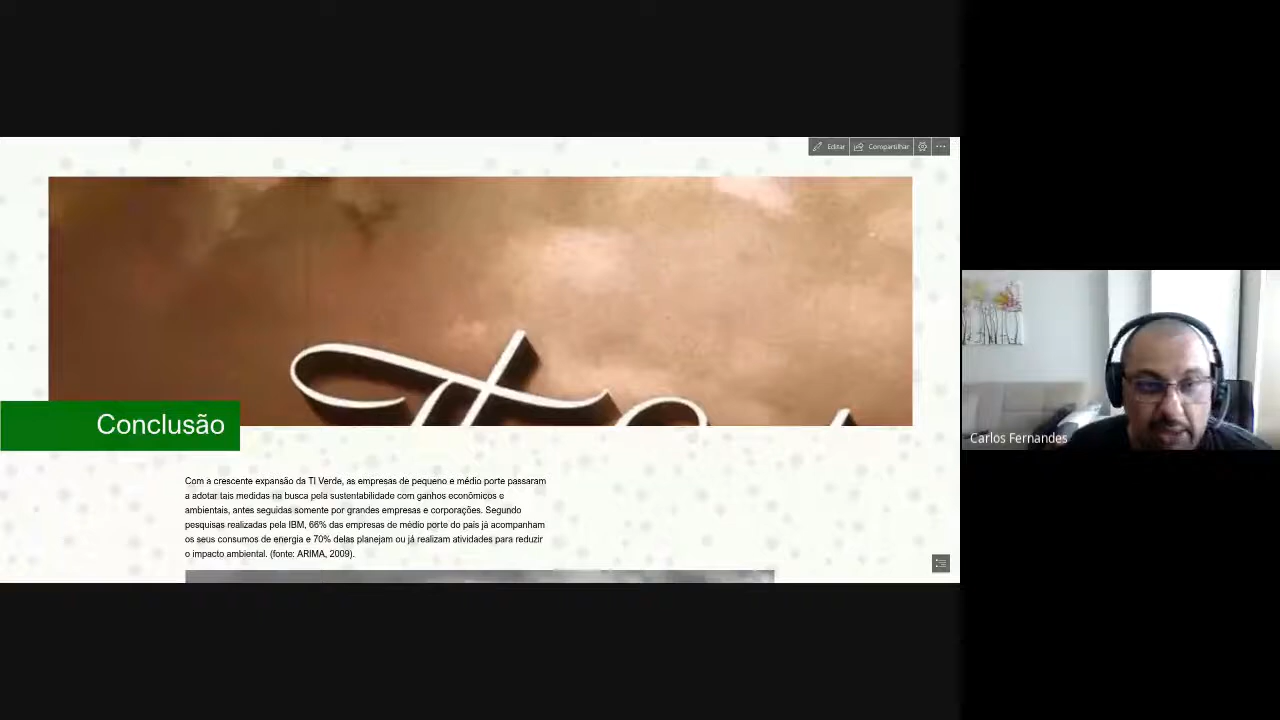 Editar
Compartilhar
Conclusão
Com a crescente expansão da TI Verde, as empresas de pequeno e médio porte passaram
a adotar tais medidas na busca pela sustentabilidade com ganhos econômicos e
ambientais, antes seguidas somente por grandes empresas e corporações. Segundo
pesquisas realizadas pela IBM, 66% das empresas de médio porte do país já acompanham
os seus consumos de energia e 70% delas planejam ou já realizam atividades para reduzir
o impacto ambiental. (fonte: ARIMA, 2009).
Carlos Fernandes